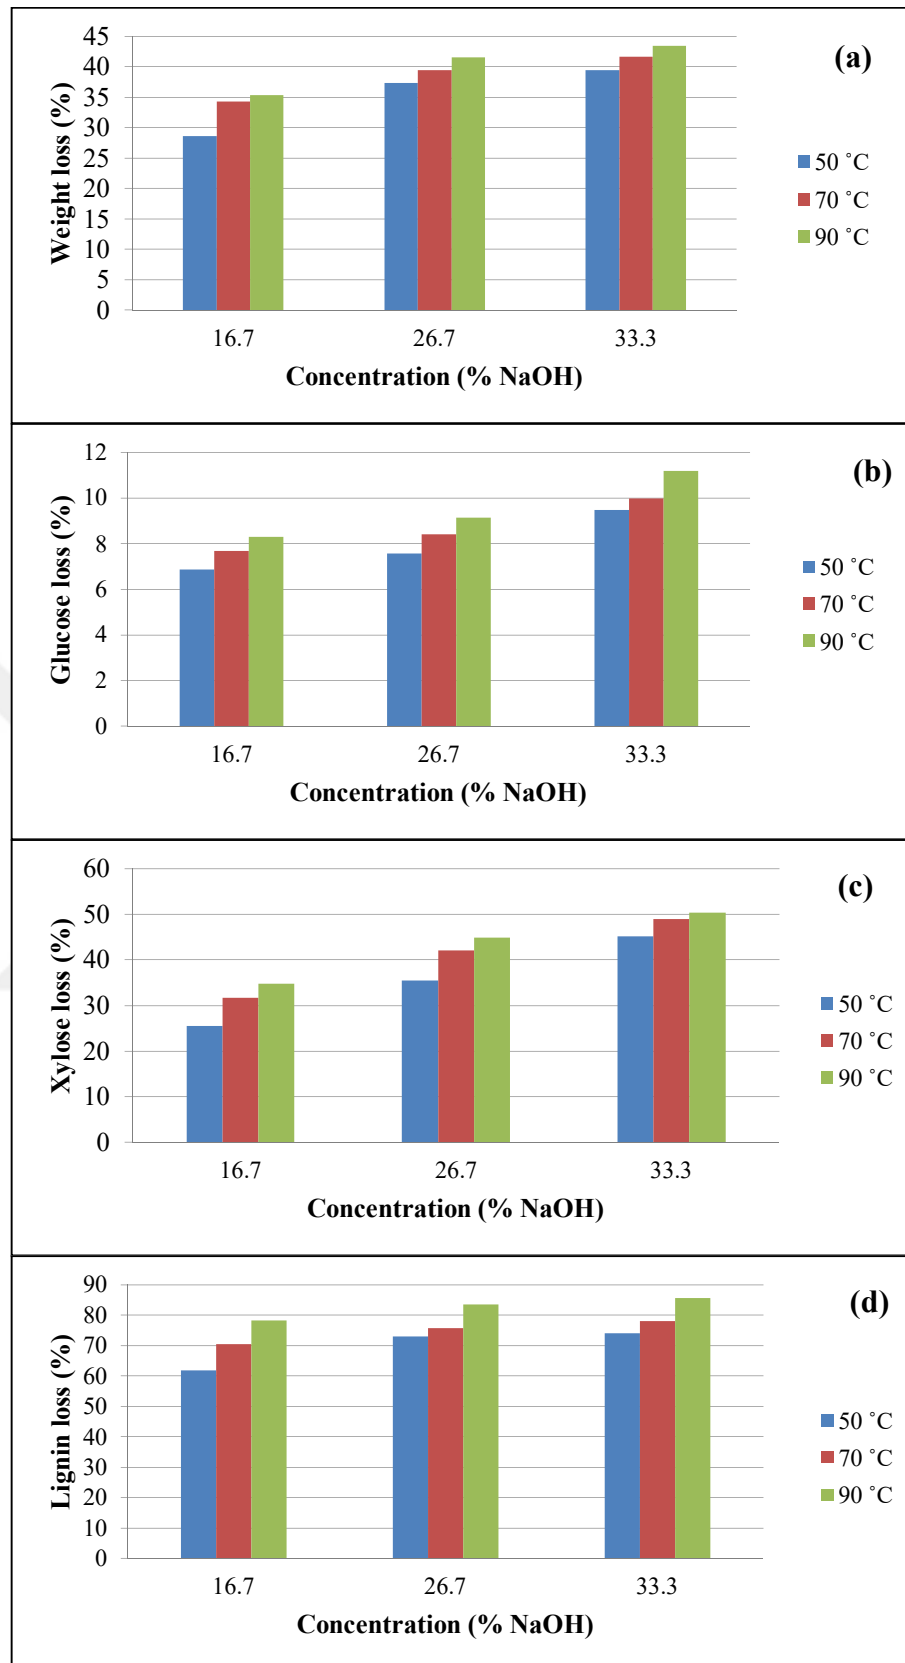 (a)
Weight loss (%)
45
40
35
30
25
20
15
10
5
0
16.7 26.7 33.3
Concentration (% NaOH)
50 ˚C
70 ˚C
90 ˚C
(b)
Glucose loss (%)
12
10
8
6
4
2
0
16.7 26.7 33.3
Concentration (% NaOH)
50 ˚C
70 ˚C
90 ˚C
(c)
Xylose loss (%)
60
50
40
30
20
10
0
16.7 26.7 33.3
Concentration (% NaOH)
50 ˚C
70 ˚C
90 ˚C
(d)
Lignin loss (%)
90
80
70
60
50
40
30
20
10
0
16.7 26.7 33.3
Concentration (% NaOH)
50 ˚C
70 ˚C
90 ˚C